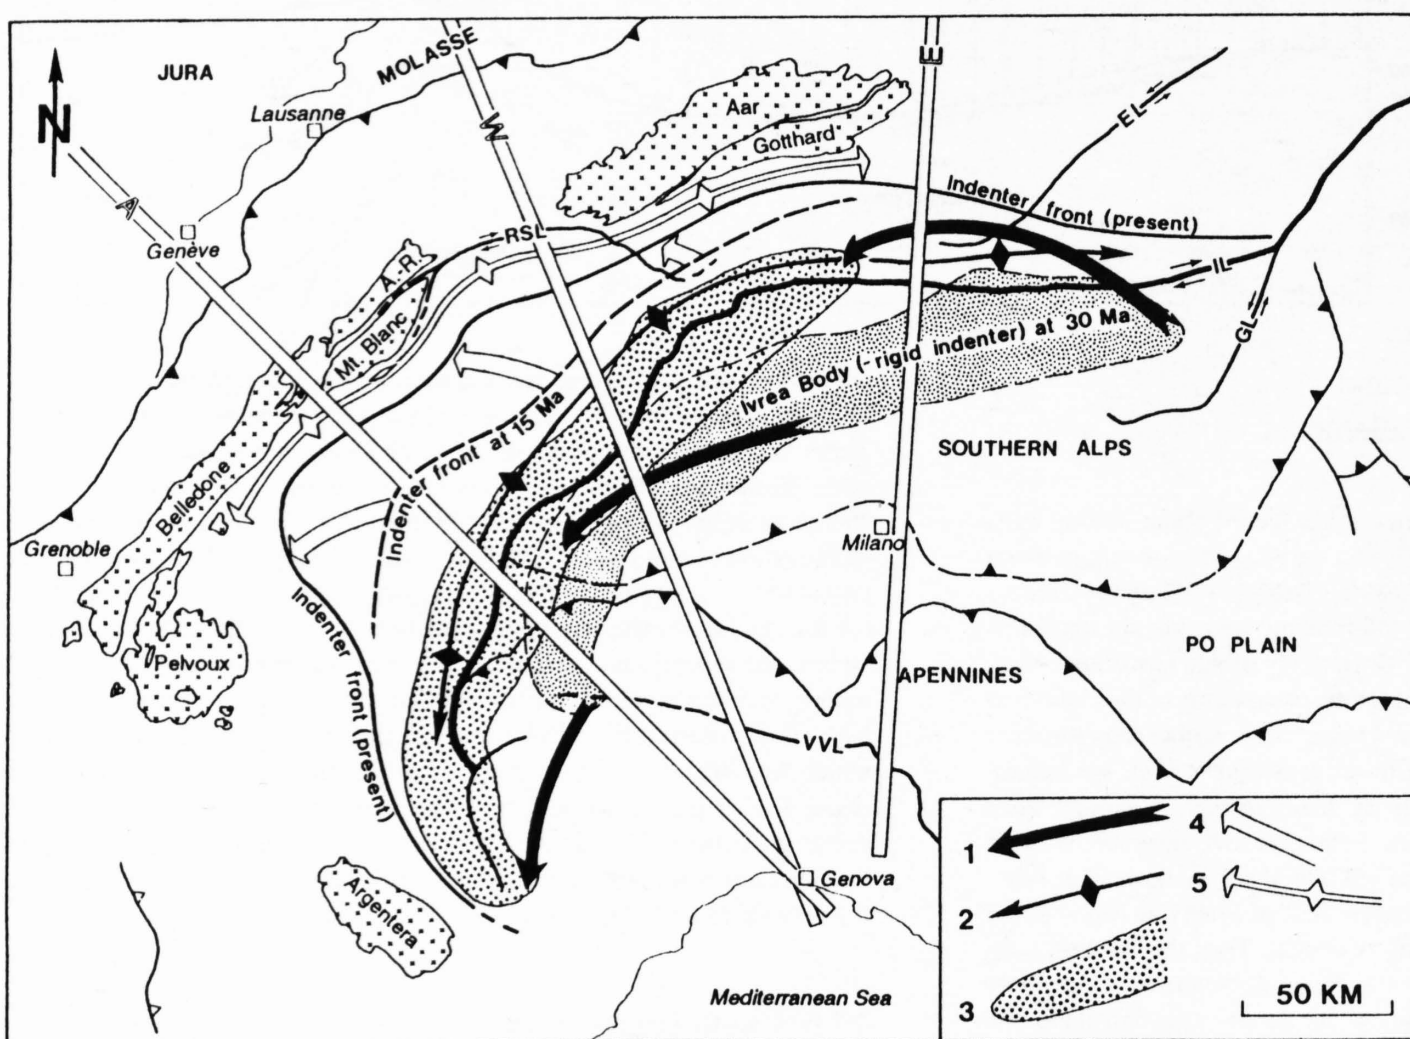 N
JURA
MOLASSE
Lausanne
Genève
A
W
E
Aar
Gotthard
EL
Indenter front (present)
RSL
IL
GL
A.-R.
Mt. Blanc
Belledone
Grenoble
Pelvoux
Argentera
Indenter front at 15 Ma
Ivrea Body (-rigid indenter) at 30 Ma
Indenter front (present)
SOUTHERN ALPS
Milano
PO PLAIN
APENNINES
VVL
Genova
Mediterranean Sea
1
2
3
4
5
50 KM